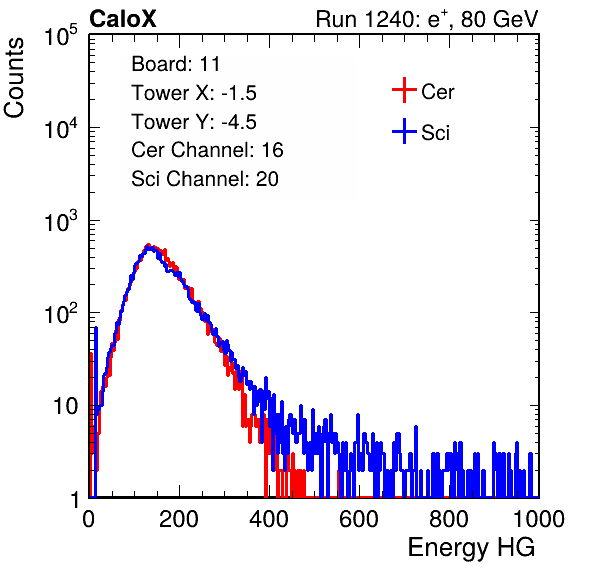 CaloX Run 1240: e⁺, 80 GeV
Counts
10⁵
10⁴
10³
10²
10
1
Board: 11
Tower X: -1.5
Tower Y: -4.5
Cer Channel: 16
Sci Channel: 20
Cer
Sci
0 200 400 600 800 1000
Energy HG